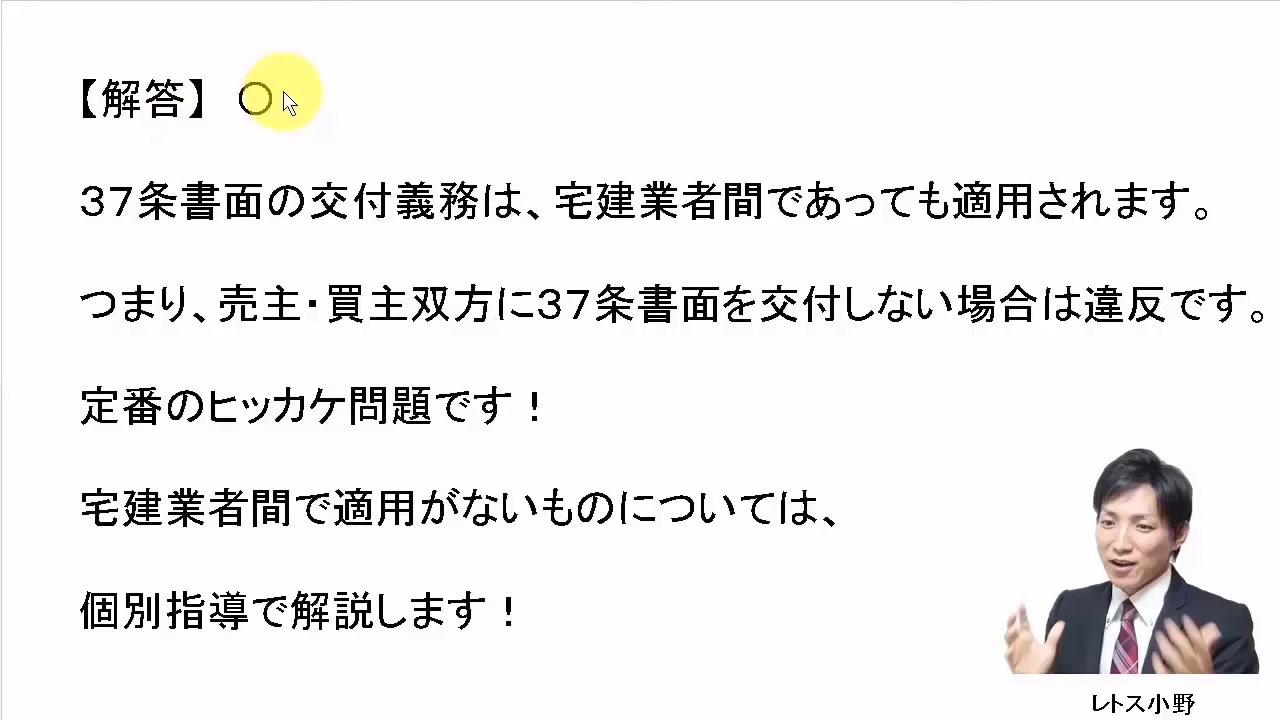 【解答】 ○
３７条書面の交付義務は、宅建業者間であっても適用されます。
つまり、売主・買主双方に３７条書面を交付しない場合は違反です。
定番のヒッカケ問題です！
宅建業者間で適用がないものについては、
個別指導で解説します！
レトス小野